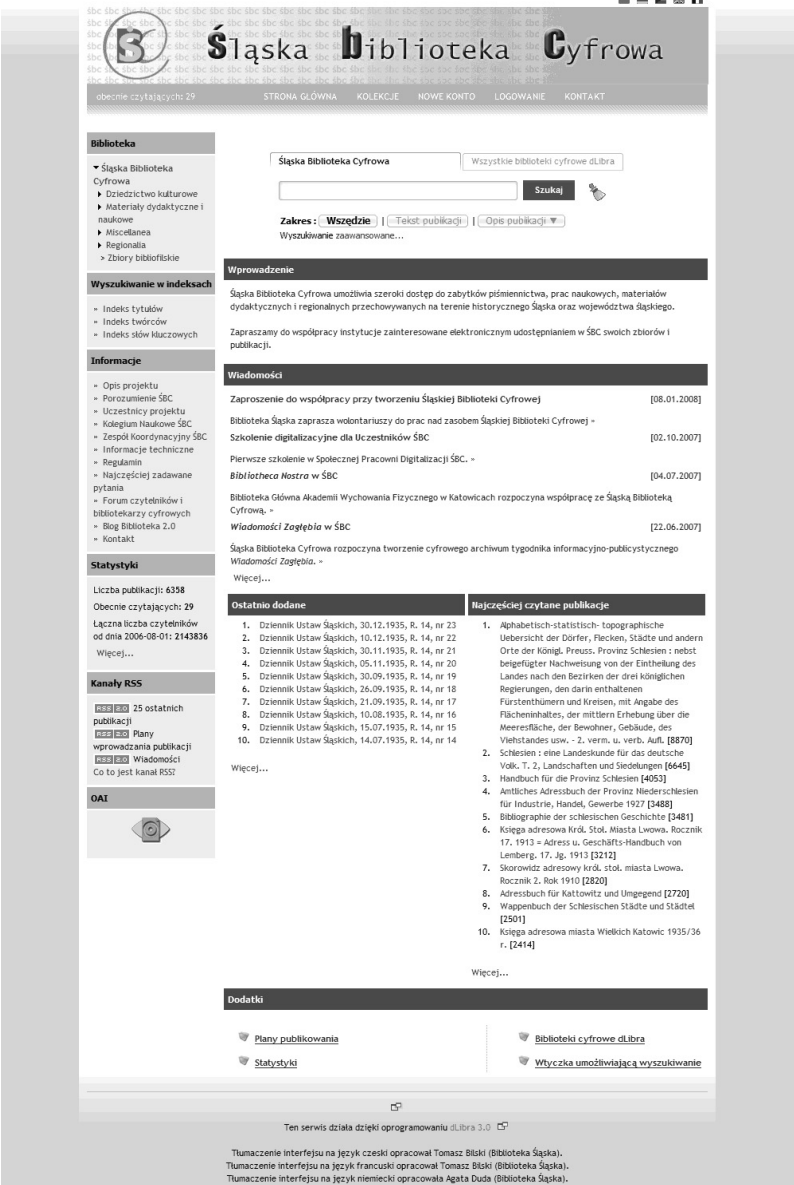 Śląska biblioteka Cyfrowa
obecnie czytających: 29
STRONA GŁÓWNA KOLEKCJE NOWE KONTO LOGOWANIE KONTAKT
Biblioteka
Śląska Biblioteka
Cyfrowa
Dziedzictwo kulturowe
Materiały dydaktyczne i
naukowe
Miscellanea
Regionalia
> Zbiory bibliofilskie
Wyszukiwanie w indeksach
» Indeks tytułów
» Indeks twórców
» Indeks słów kluczowych
Informacje
» Opis projektu
» Porozumienie ŚBC
» Uczestnicy projektu
» Kolegium Naukowe ŚBC
» Zespół Koordynacyjny ŚBC
» Informacje techniczne
» Regulamin
» Najczęściej zadawane
pytania
» Forum czytelników i
bibliotekarzy cyfrowych
» Blog Biblioteka 2.0
» Kontakt
Statystyki
Liczba publikacji: 6358
Obecnie czytających: 29
Łączna liczba czytelników
od dnia 2006-08-01: 2143836
Więcej...
Kanały RSS
RSS 2.0 25 ostatnich
publikacji
RSS 2.0 Plany
wprowadzania publikacji
RSS 2.0 Wiadomości
Co to jest kanał RSS?
OAI
Śląska Biblioteka Cyfrowa
Wszystkie biblioteki cyfrowe dLibra
Szukaj
Zakres: Wszędzie | Tekst publikacji | Opis publikacji ▼
Wyszukiwanie zaawansowane...
Wprowadzenie
Śląska Biblioteka Cyfrowa umożliwia szeroki dostęp do zabytków piśmiennictwa, prac naukowych, materiałów
dydaktycznych i regionalnych przechowywanych na terenie historycznego Śląska oraz województwa śląskiego.
Zapraszamy do współpracy instytucje zainteresowane elektronicznym udostępnianiem w ŚBC swoich zbiorów i
publikacji.
Wiadomości
Zaproszenie do współpracy przy tworzeniu Śląskiej Biblioteki Cyfrowej [08.01.2008]
Biblioteka Śląska zaprasza wolontariuszy do prac nad zasobem Śląskiej Biblioteki Cyfrowej »
Szkolenie digitalizacyjne dla Uczestników ŚBC [02.10.2007]
Pierwsze szkolenie w Społecznej Pracowni Digitalizacji ŚBC. »
Bibliotheca Nostra w ŚBC [04.07.2007]
Biblioteka Główna Akademii Wychowania Fizycznego w Katowicach rozpoczyna współpracę ze Śląską Biblioteką
Cyfrową. »
Wiadomości Zagłębia w ŚBC [22.06.2007]
Śląska Biblioteka Cyfrowa rozpoczyna tworzenie cyfrowego archiwum tygodnika informacyjno-publicystycznego
Wiadomości Zagłębia. »
Więcej...
Ostatnio dodane
1. Dziennik Ustaw Śląskich, 30.12.1935, R. 14, nr 23
2. Dziennik Ustaw Śląskich, 10.12.1935, R. 14, nr 22
3. Dziennik Ustaw Śląskich, 30.11.1935, R. 14, nr 21
4. Dziennik Ustaw Śląskich, 05.11.1935, R. 14, nr 20
5. Dziennik Ustaw Śląskich, 30.09.1935, R. 14, nr 19
6. Dziennik Ustaw Śląskich, 26.09.1935, R. 14, nr 18
7. Dziennik Ustaw Śląskich, 21.09.1935, R. 14, nr 17
8. Dziennik Ustaw Śląskich, 10.08.1935, R. 14, nr 16
9. Dziennik Ustaw Śląskich, 15.07.1935, R. 14, nr 15
10. Dziennik Ustaw Śląskich, 14.07.1935, R. 14, nr 14
Więcej...
Najczęściej czytane publikacje
1. Alphabetisch-statistisch- topographische
Uebersicht der Dörfer, Flecken, Städte und andern
Orte der Königl. Preuss. Provinz Schlesien : nebst
beigefügter Nachweisung von der Eintheilung des
Landes nach den Bezirken der drei königlichen
Regierungen, den darin enthaltenen
Fürstenthümern und Kreisen, mit Angabe des
Flächeninhaltes, der mittlern Erhebung über die
Meeresfläche, der Bewohner, Gebäude, des
Viehstandes usw. - 2. verm. u. verb. Aufl. [8870]
2. Schlesien : eine Landeskunde für das deutsche
Volk. T. 2, Landschaften und Siedelungen [6645]
3. Handbuch für die Provinz Schlesien [4053]
4. Amtliches Adressbuch der Provinz Niederschlesien
für Industrie, Handel, Gewerbe 1927 [3488]
5. Bibliographie der schlesischen Geschichte [3481]
6. Księga adresowa Król. Stoł. Miasta Lwowa. Rocznik
17. 1913 = Adress u. Geschäfts-Handbuch von
Lemberg. 17. Jg. 1913 [3212]
7. Skorowidz adresowy król. stoł. miasta Lwowa.
Rocznik 2. Rok 1910 [2820]
8. Adressbuch für Kattowitz und Umgegend [2720]
9. Wappenbuch der Schlesischen Städte und Städtel
[2501]
10. Księga adresowa miasta Wielkich Katowic 1935/36
r. [2414]
Więcej...
Dodatki
Plany publikowania
Biblioteki cyfrowe dLibra
Statystyki
Wtyczka umożliwiającą wyszukiwanie
Ten serwis działa dzięki oprogramowaniu dLibra 3.0
Tłumaczenie interfejsu na język czeski opracował Tomasz Bilski (Biblioteka Śląska).
Tłumaczenie interfejsu na język francuski opracował Tomasz Bilski (Biblioteka Śląska).
Tłumaczenie interfejsu na język niemiecki opracowała Agata Duda (Biblioteka Śląska).